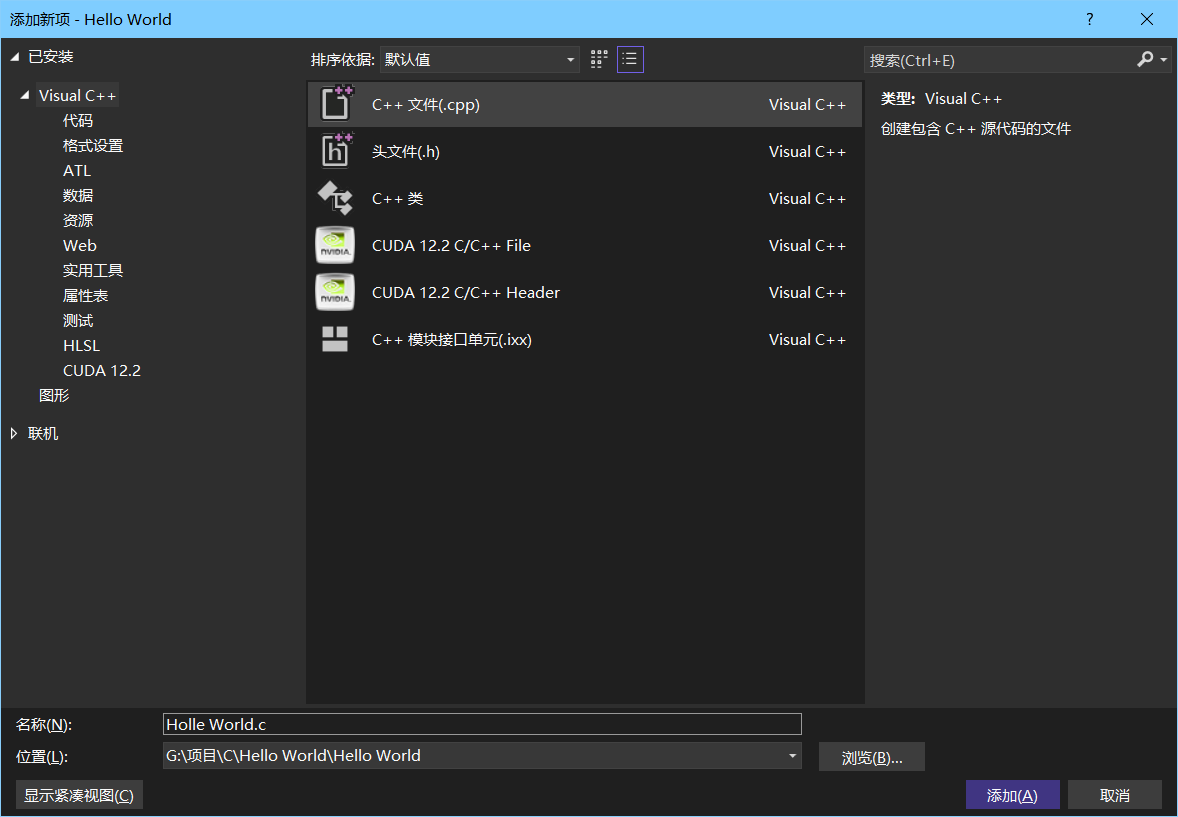 添加新项 - Hello World
?
已安装
Visual C++
代码
格式设置
ATL
数据
资源
Web
实用工具
属性表
测试
HLSL
CUDA 12.2
图形
联机
排序依据: 默认值
C++ 文件(.cpp) Visual C++
头文件(.h) Visual C++
C++ 类 Visual C++
CUDA 12.2 C/C++ File Visual C++
CUDA 12.2 C/C++ Header Visual C++
C++ 模块接口单元(.ixx) Visual C++
h
NVIDIA.
NVIDIA.
搜索(Ctrl+E)
类型: Visual C++
创建包含 C++ 源代码的文件
名称(N): Holle World.c
位置(L): G:\项目\C\Hello World\Hello World 浏览(B)...
显示紧凑视图(C) 添加(A) 取消